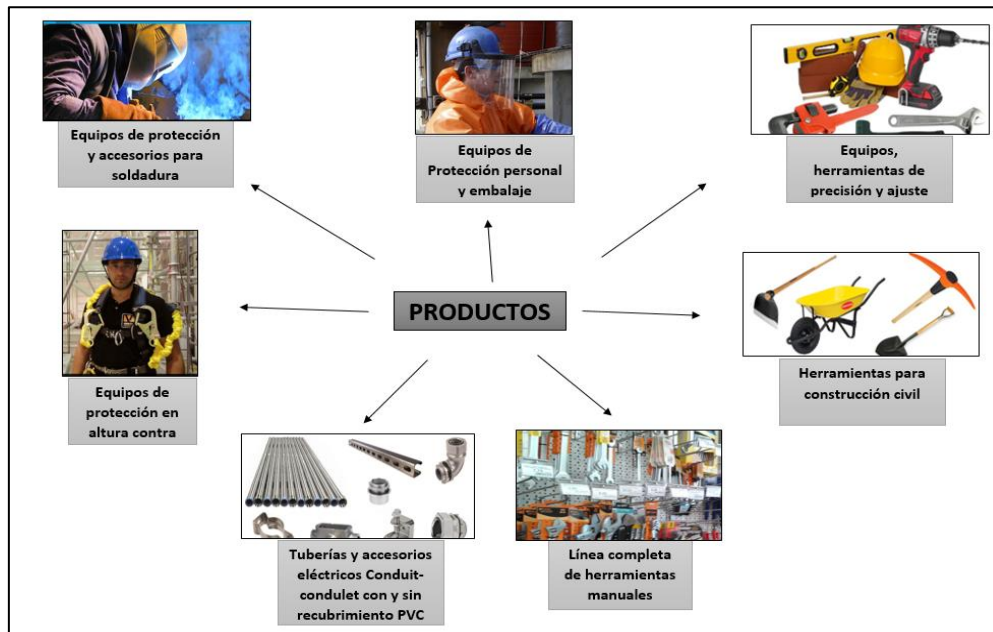 Equipos de protección
y accesorios para
soldadura
Equipos de
Protección personal
y embalaje
Equipos,
herramientas de
precisión y ajuste
PRODUCTOS
Equipos de
protección en
altura contra
Herramientas para
construcción civil
Tuberías y accesorios
eléctricos Conduit-
condulet con y sin
recubrimiento PVC
Línea completa
de herramientas
manuales